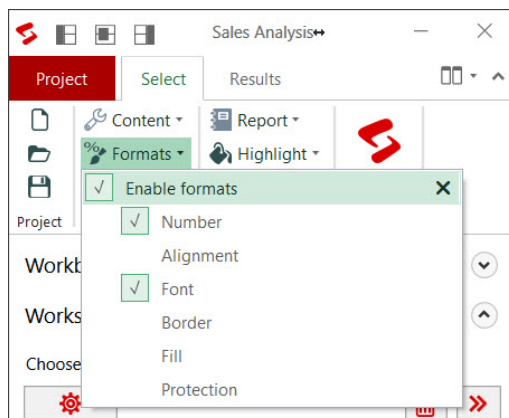 Sales Analysis
Project Select Results
Content Report
% Formats Highlight
Project
Enable formats
Number
Alignment
Font
Border
Fill
Protection
Workb
Works
Choose